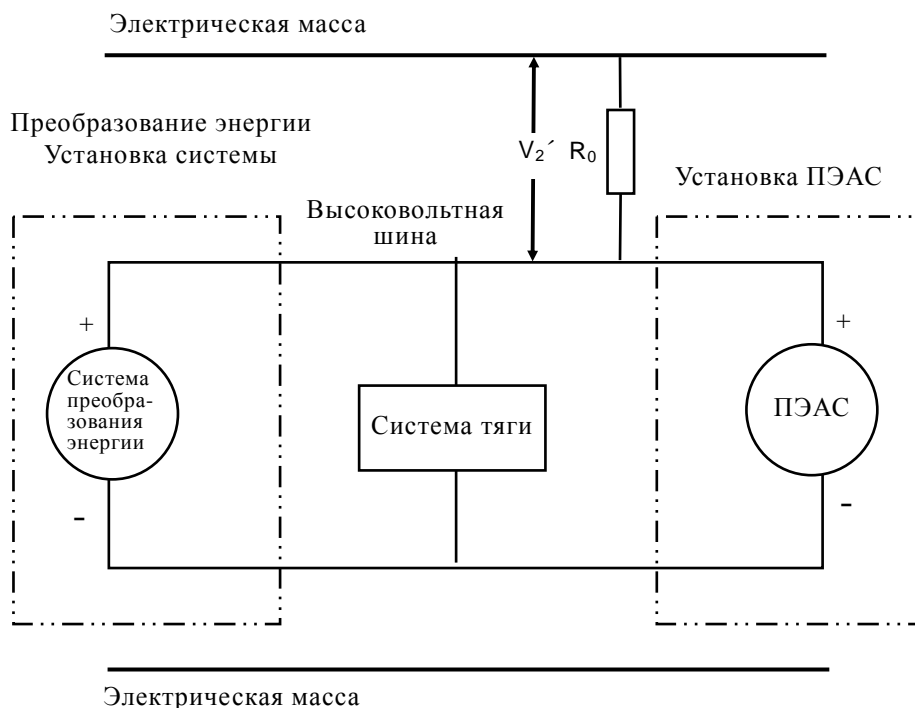 Электрическая масса
Преобразование энергии
Установка системы
V2´ R0
Установка ПЭАС
Высоковольтная
шина
+
+
Система
преобра-
зования
энергии
Система тяги
ПЭАС
-
-
Электрическая масса